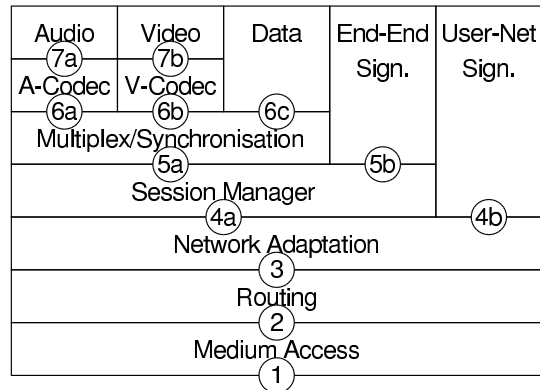 Audio Video Data End-End User-Net
Sign. Sign.
7a 7b
A-Codec V-Codec
6a 6b 6c
Multiplex/Synchronisation
5a 5b
Session Manager
4a 4b
Network Adaptation
3
Routing
2
Medium Access
1